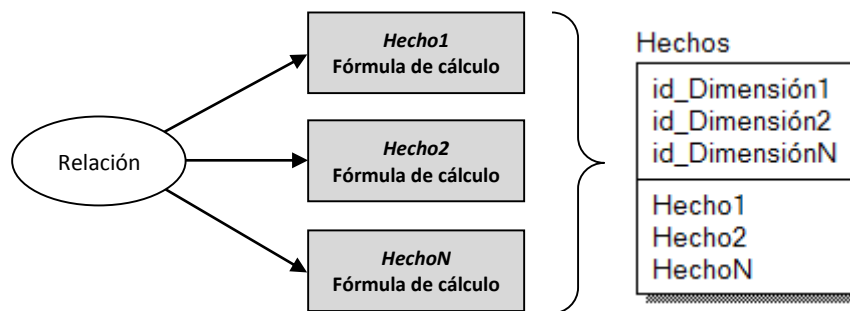 Relación
Hecho1
Fórmula de cálculo
Hecho2
Fórmula de cálculo
HechoN
Fórmula de cálculo
Hechos
id_Dimensión1
id_Dimensión2
id_DimensiónN
Hecho1
Hecho2
HechoN